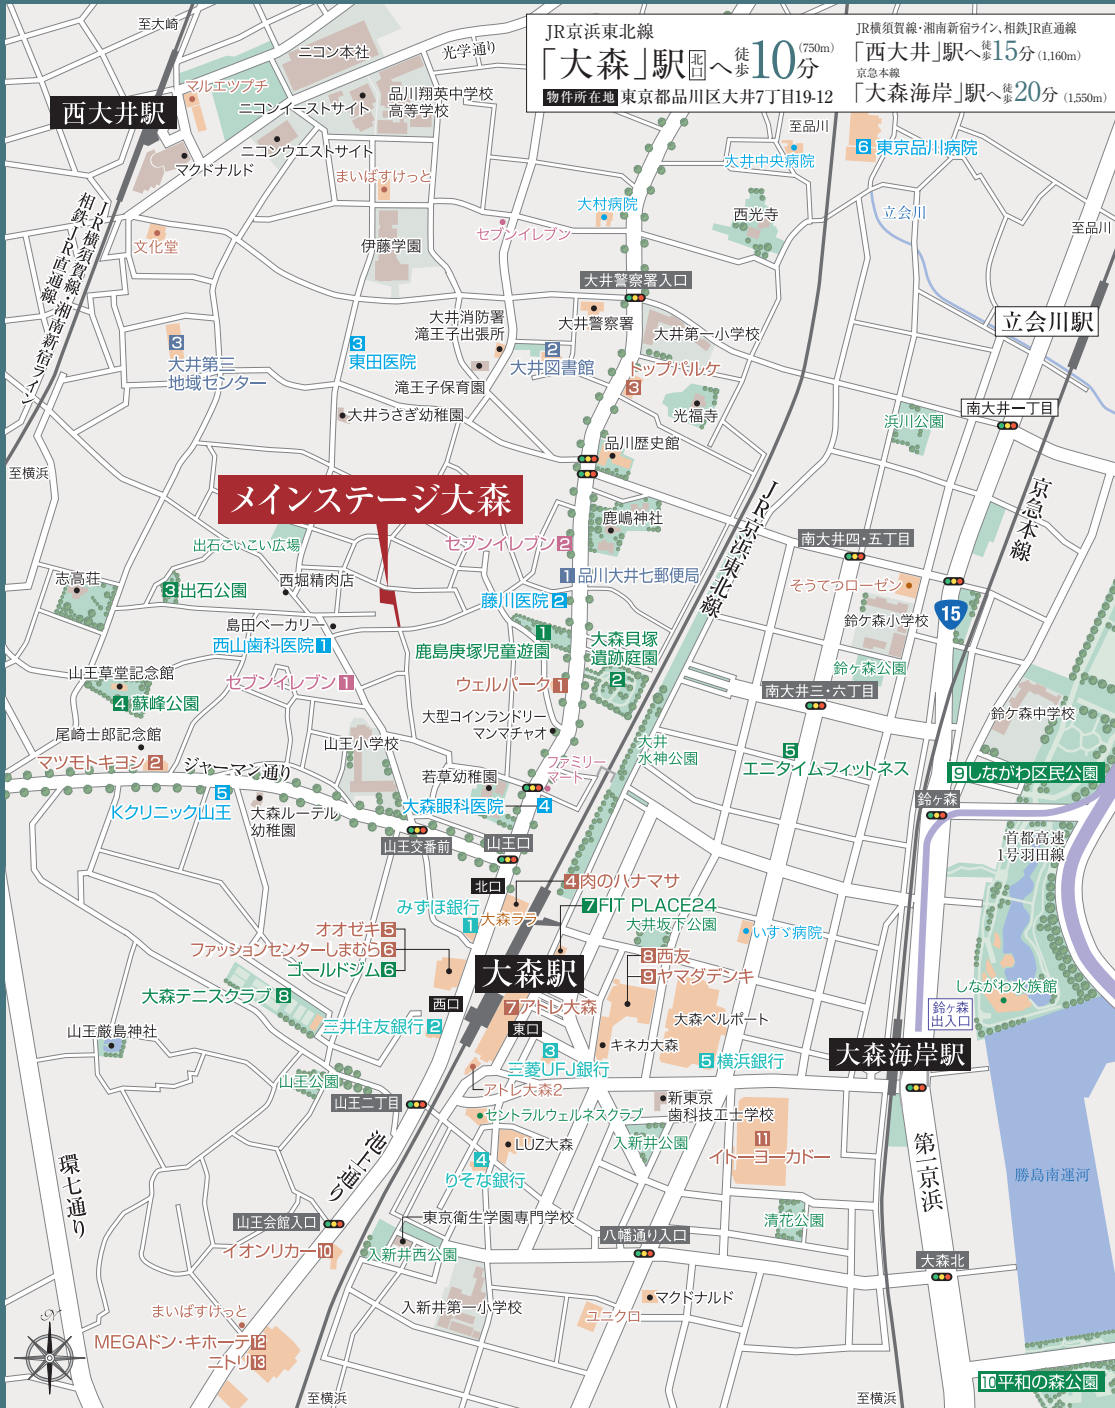 JR京浜東北線
「大森」駅北口へ徒歩10分(750m)
物件所在地 東京都品川区大井7丁目19-12
JR横須賀線・湘南新宿ライン、相鉄JR直通線
「西大井」駅へ徒歩15分(1,160m)
京急本線
「大森海岸」駅へ徒歩20分(1,550m)
至大崎
ニコン本社
光学通り
マルエツプチ
西大井駅
ニコンイーストサイト
品川翔英中学校
高等学校
ニコンウエストサイト
マクドナルド
まいばすけっと
至品川
大井中央病院
6 東京品川病院
大村病院
西光寺
立会川
至品川
セブンイレブン
文化堂
伊藤学園
JR横須賀線・湘南新宿ライン
相鉄JR直通線
大井警察署入口
大井消防署
滝王子出張所
大井警察署
大井第一小学校
立会川駅
3
大井第三
地域センター
3
東田医院
2
大井図書館
トップパルケ
3
滝王子保育園
大井うさぎ幼稚園
光福寺
南大井一丁目
浜川公園
品川歴史館
至横浜
メインステージ大森
JR京浜東北線
京急本線
鹿嶋神社
出石こいこい広場
セブンイレブン2
南大井四・五丁目
志高荘
3出石公園
西堀精肉店
1品川大井七郵便局
そうてつローゼン
藤川医院2
15
島田ベーカリー
鈴ケ森小学校
西山歯科医院1
1
鹿島庚塚児童遊園
大森貝塚
遺跡庭園
2
鈴ケ森公園
山王草堂記念館
セブンイレブン1
ウェルパーク1
南大井三・六丁目
4蘇峰公園
大型コインランドリー
マンマチャオ
鈴ケ森中学校
尾崎士郎記念館
山王小学校
大井
水神公園
5
エニタイムフィットネス
マツモトキヨシ2
ジャーマン通り
ファミリー
マート
9しながわ区民公園
若草幼稚園
5
Kクリニック山王
大森ルーテル
幼稚園
大森眼科医院 4
鈴ヶ森
山王交番前
山王口
首都高速
1号羽田線
北口
4肉のハナマサ
みずほ銀行
1
大森ララ
7FIT PLACE24
大井坂下公園
オオゼキ5
いすゞ病院
ファッションセンターしまむら6
ゴールドジム6
8西友
9ヤマダデンキ
大森駅
しながわ水族館
大森テニスクラブ8
西口
7アトレ大森
鈴ヶ森
出入口
三井住友銀行2
東口
大森ベルポート
山王厳島神社
キネカ大森
大森海岸駅
3
三菱UFJ銀行
5横浜銀行
山王公園
アトレ大森2
山王二丁目
セントラルウェルネスクラブ
新東京
歯科技工士学校
池上通り
LUZ大森
入新井公園
11
イトーヨーカドー
第一京浜
環七通り
4
りそな銀行
勝島南運河
山王会館入口
東京衛生学園専門学校
清花公園
イオンリカー10
入新井西公園
八幡通り入口
大森北
まいばすけっと
入新井第一小学校
マクドナルド
ユニクロ
MEGAドン・キホーテ12
ニトリ13
N
10平和の森公園
至横浜
至横浜